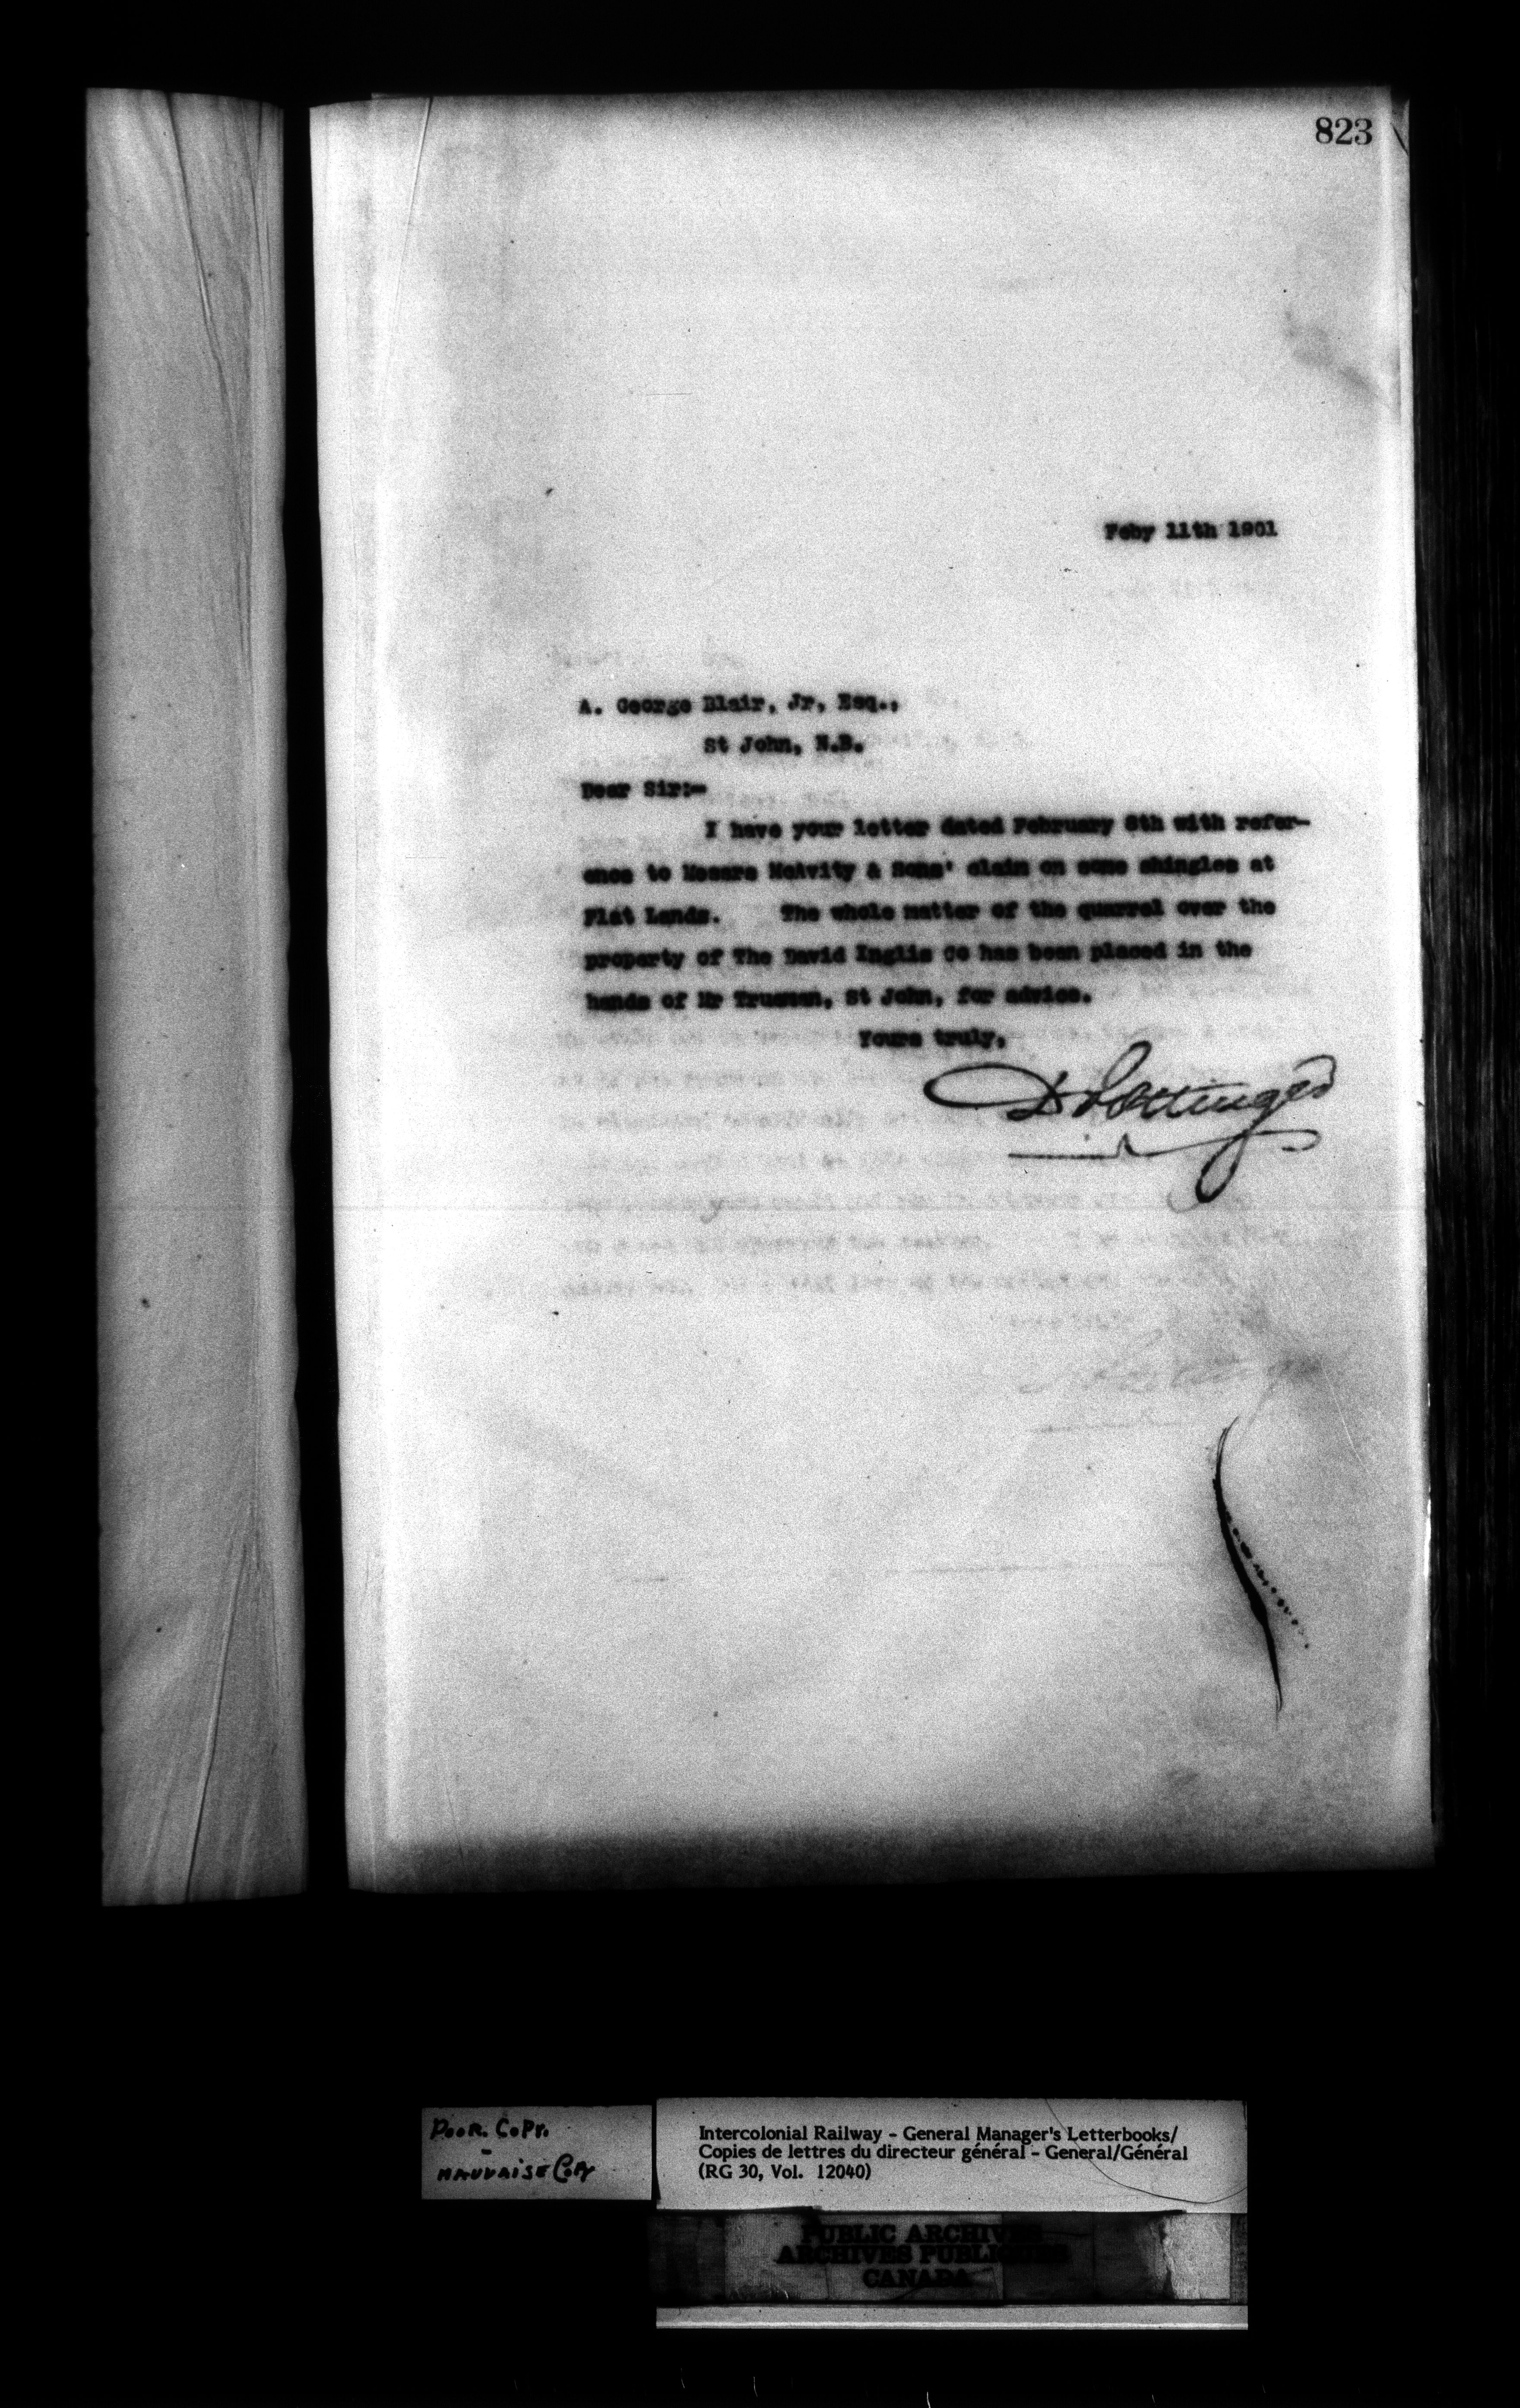 823
Feby 11th 1901
A. George Blair, Jr, Esq.,
St John, N.B.
Dear Sir:-
I have your letter dated February 8th with refer-
ence to Messrs McAvity & Sons' claim on some shingles at
Flat Lands. The whole matter of the quarrel over the
property of The David Inglis Co has been placed in the
hands of Mr Trueman, St John, for advice.
Yours truly,
D Pottinger
POOR. COPY.
-
MAUVAISE COPY
Intercolonial Railway - General Manager's Letterbooks/
Copies de lettres du directeur général - General/Général
(RG 30, Vol. 12040)
PUBLIC ARCHIVES
ARCHIVES PUBLIQUES
CANADA